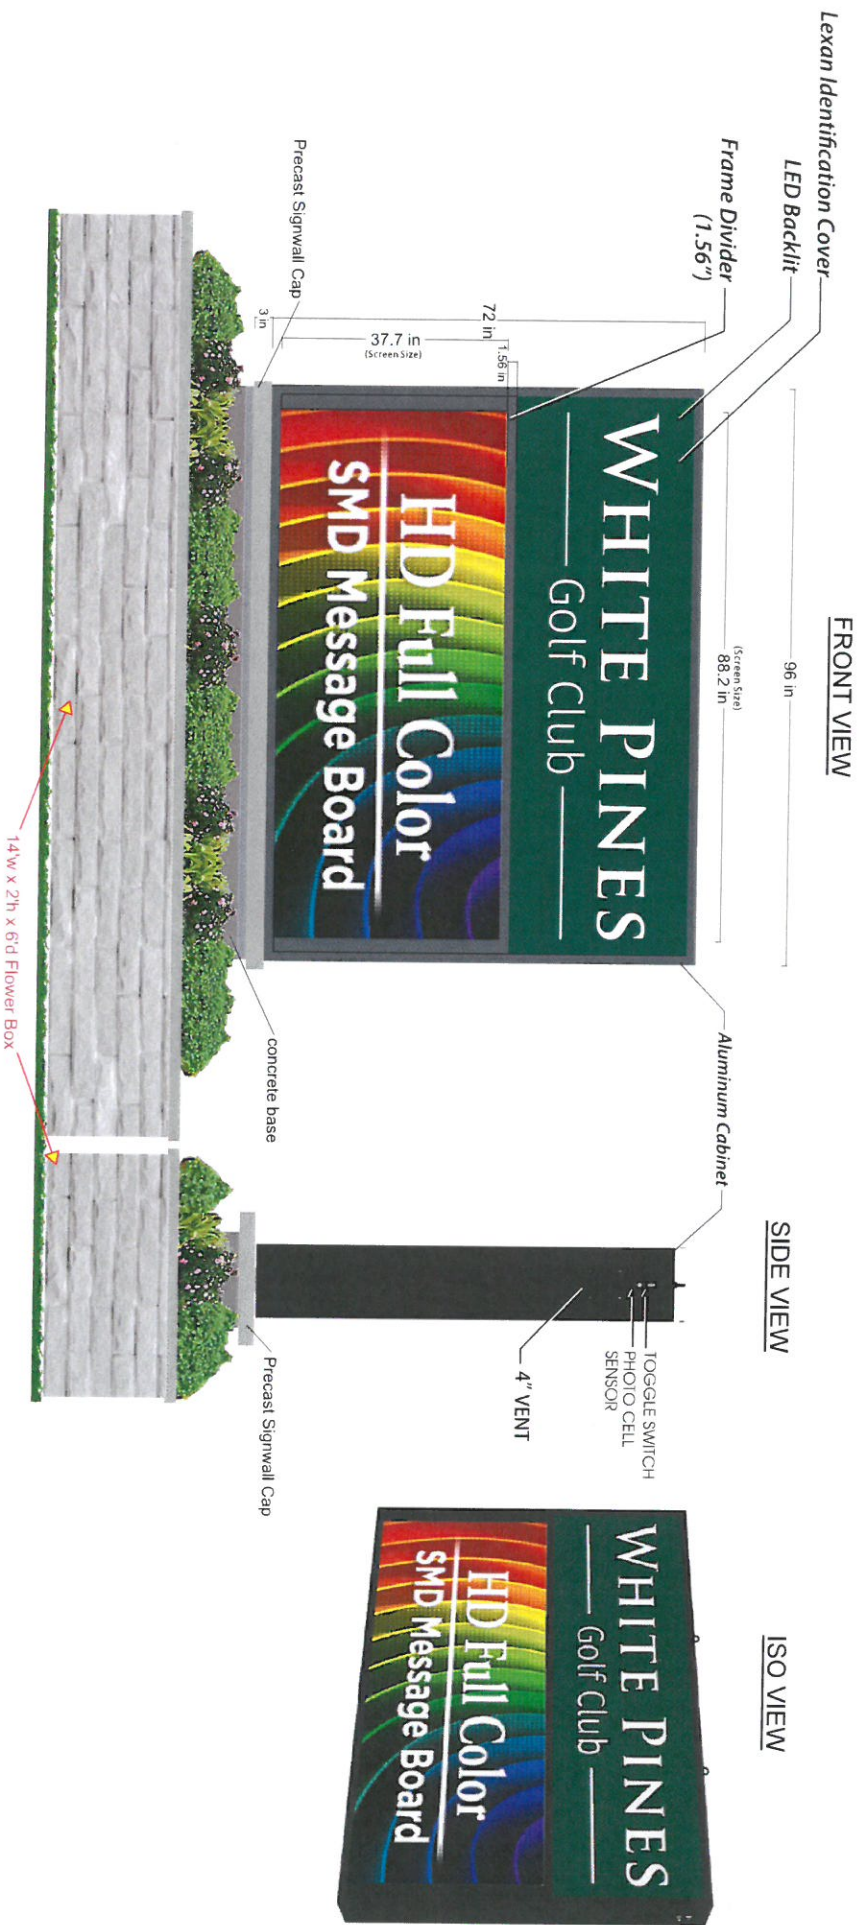 FRONT VIEW
SIDE VIEW
ISO VIEW
Lexan Identification Cover
LED Backlit
Frame Divider
(1.56")
96 in
(Screen Size)
88.2 in
72 in
37.7 in
(Screen Size)
1.56 in
3 in
Precast Signwall Cap
WHITE PINES
Golf Club
HD Full Color
SMD Message Board
concrete base
Aluminum Cabinet
14'w x 2'h x 6'd Flower Box
TOGGLE SWITCH
PHOTO CELL
SENSOR
4" VENT
Precast Signwall Cap
WHITE PINES
Golf Club
HD Full Color
SMD Message Board